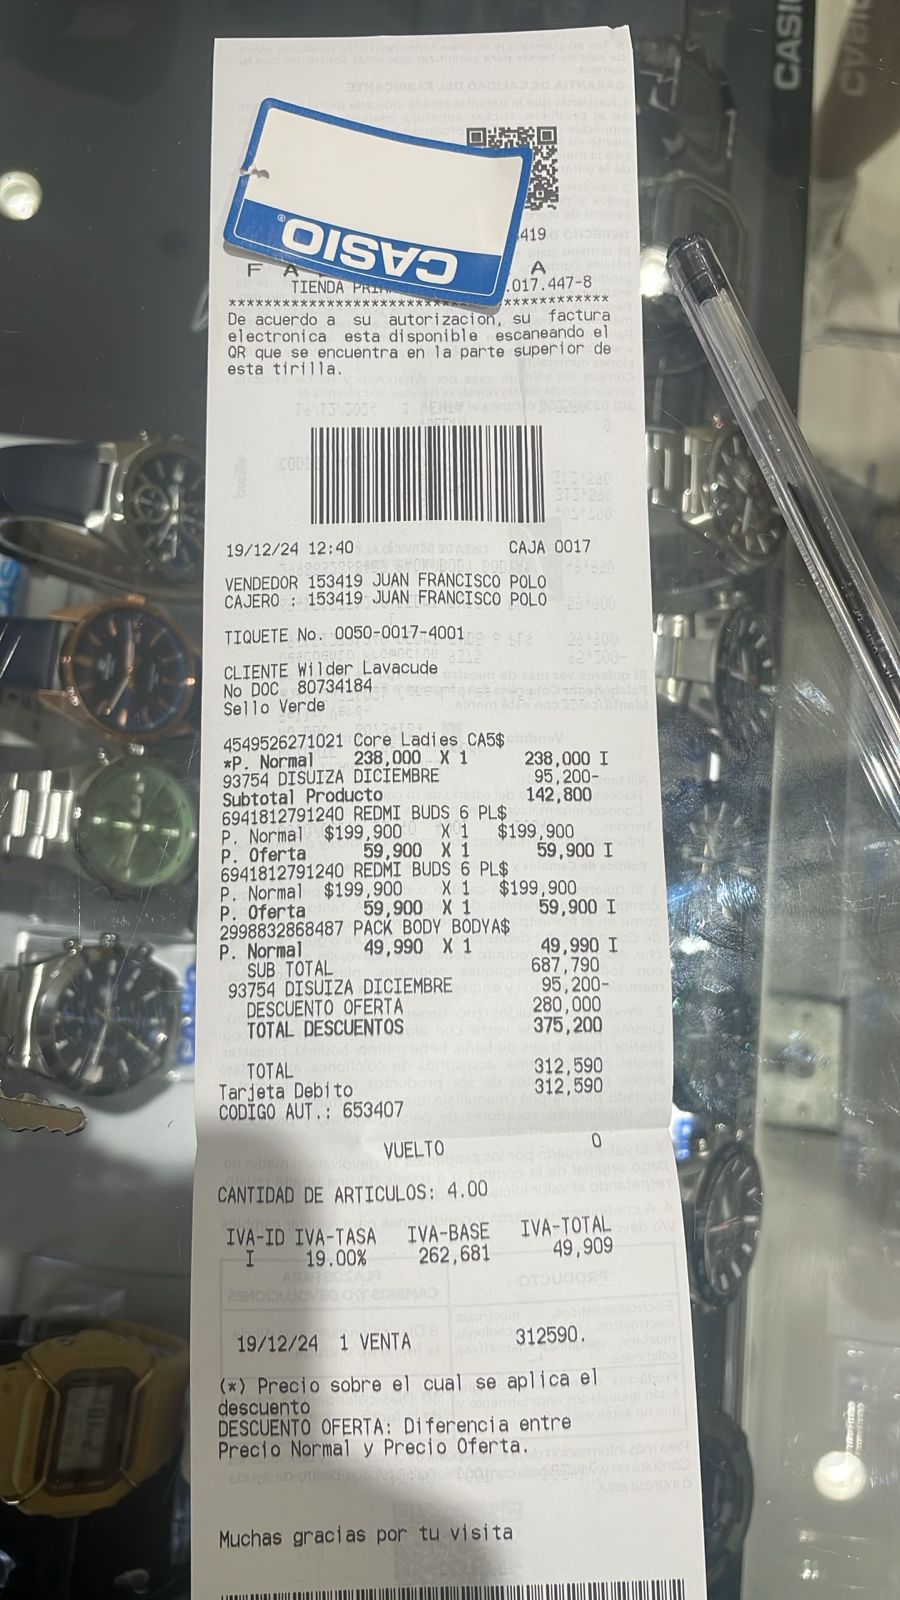 CASIO
CASIO
419
F A A
TIENDA .017.447-8
****************************************
De acuerdo a su autorizacion, su factura
electronica esta disponible escaneando el
QR que se encuentra en la parte superior de
esta tirilla.
19/12/24 12:40 CAJA 0017
VENDEDOR 153419 JUAN FRANCISCO POLO
CAJERO : 153419 JUAN FRANCISCO POLO
TIQUETE No. 0050-0017-4001
CLIENTE Wilder Lavacude
No DOC 80734184
Sello Verde
4549526271021 Core Ladies CA5$
*P. Normal 238,000 X 1 238,000 I
93754 DISUIZA DICIEMBRE 95,200-
Subtotal Producto 142,800
6941812791240 REDMI BUDS 6 PL$
P. Normal $199,900 X 1 $199,900
P. Oferta 59,900 X 1 59,900 I
6941812791240 REDMI BUDS 6 PL$
P. Normal $199,900 X 1 $199,900
P. Oferta 59,900 X 1 59,900 I
2998832868487 PACK BODY BODYA$
P. Normal 49,990 X 1 49,990 I
SUB TOTAL 687,790
93754 DISUIZA DICIEMBRE 95,200-
DESCUENTO OFERTA 280,000
TOTAL DESCUENTOS 375,200
TOTAL 312,590
Tarjeta Debito 312,590
CODIGO AUT.: 653407
VUELTO 0
CANTIDAD DE ARTICULOS: 4.00
IVA-ID IVA-TASA IVA-BASE IVA-TOTAL
I 19.00% 262,681 49,909
19/12/24 1 VENTA 312590.
(*) Precio sobre el cual se aplica el
descuento
DESCUENTO OFERTA: Diferencia entre
Precio Normal y Precio Oferta.
Muchas gracias por tu visita